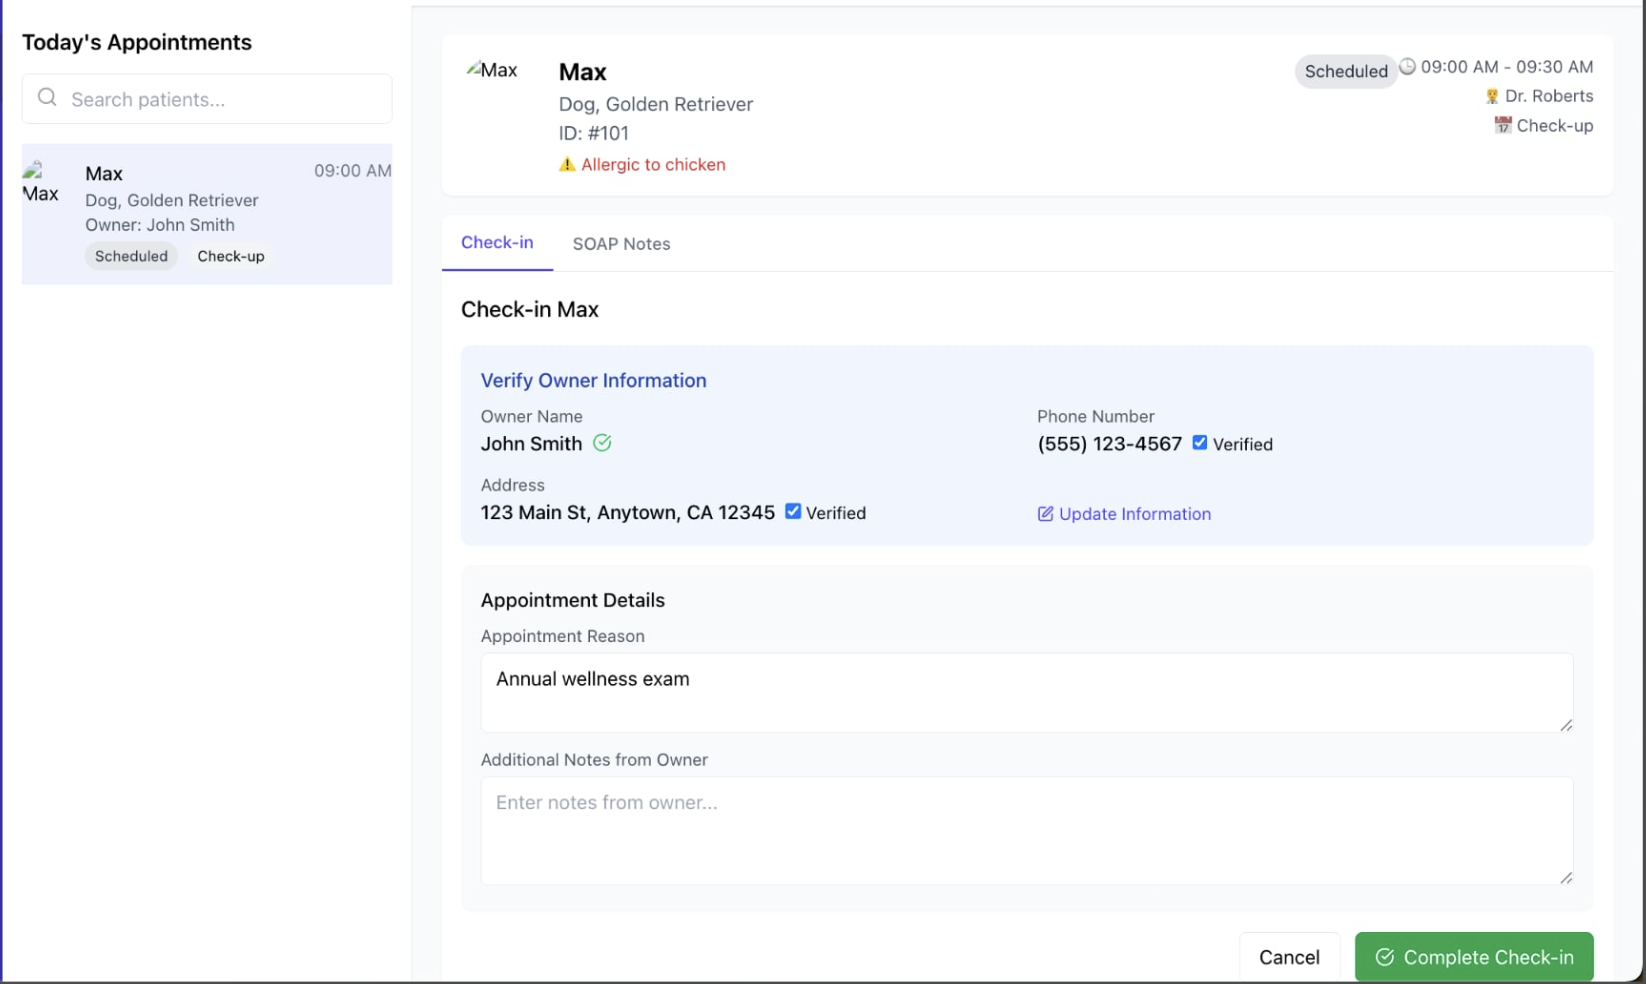 Today's Appointments
Search patients...
Max
Max
09:00 AM
Dog, Golden Retriever
Owner: John Smith
Scheduled
Check-up
Max
Max
Dog, Golden Retriever
ID: #101
Allergic to chicken
Scheduled
09:00 AM - 09:30 AM
Dr. Roberts
Check-up
Check-in
SOAP Notes
Check-in Max
Verify Owner Information
Owner Name
John Smith
Phone Number
(555) 123-4567 Verified
Address
123 Main St, Anytown, CA 12345 Verified
Update Information
Appointment Details
Appointment Reason
Annual wellness exam
Additional Notes from Owner
Enter notes from owner...
Cancel
Complete Check-in